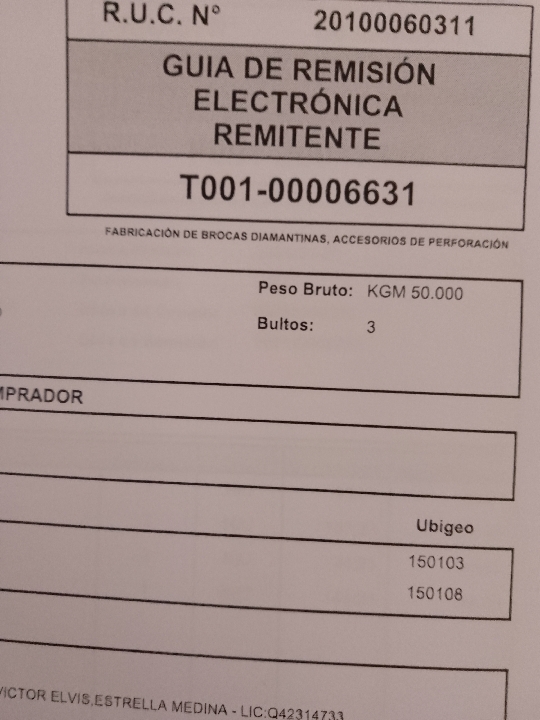 R.U.C. Nº 20100060311
GUIA DE REMISIÓN
ELECTRÓNICA
REMITENTE
T001-00006631
FABRICACIÓN DE BROCAS DIAMANTINAS, ACCESORIOS DE PERFORACIÓN
Peso Bruto: KGM 50.000
Bultos: 3
MPRADOR
Ubigeo
150103
150108
VICTOR ELVIS,ESTRELLA MEDINA - LIC:Q42314733